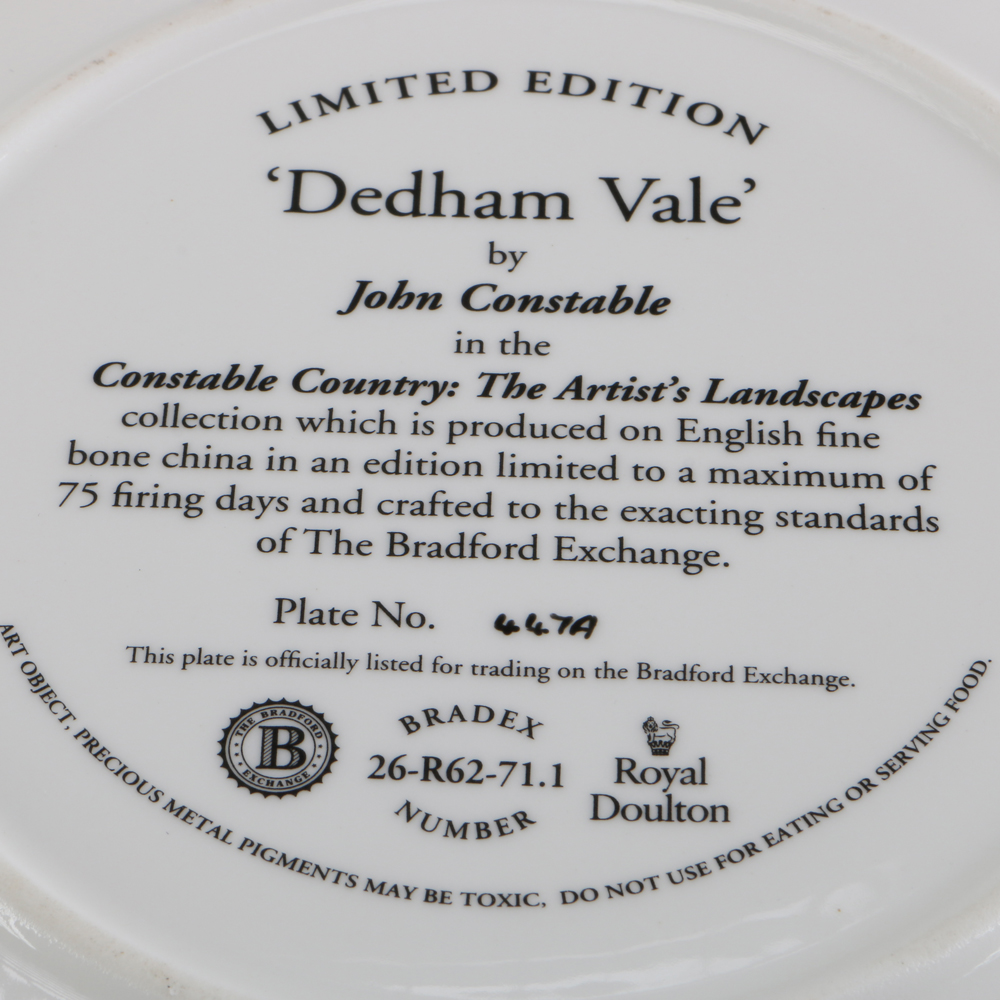 LIMITED EDITION
‘Dedham Vale’
by
John Constable
in the
Constable Country: The Artist’s Landscapes
collection which is produced on English fine
bone china in an edition limited to a maximum of
75 firing days and crafted to the exacting standards
of The Bradford Exchange.
Plate No. 447A
This plate is officially listed for trading on the Bradford Exchange.
THE BRADFORD
B
EXCHANGE
BRADEX
26-R62-71.1
NUMBER
Royal
Doulton
ART OBJECT, PRECIOUS METAL PIGMENTS MAY BE TOXIC, DO NOT USE FOR EATING OR SERVING FOOD.